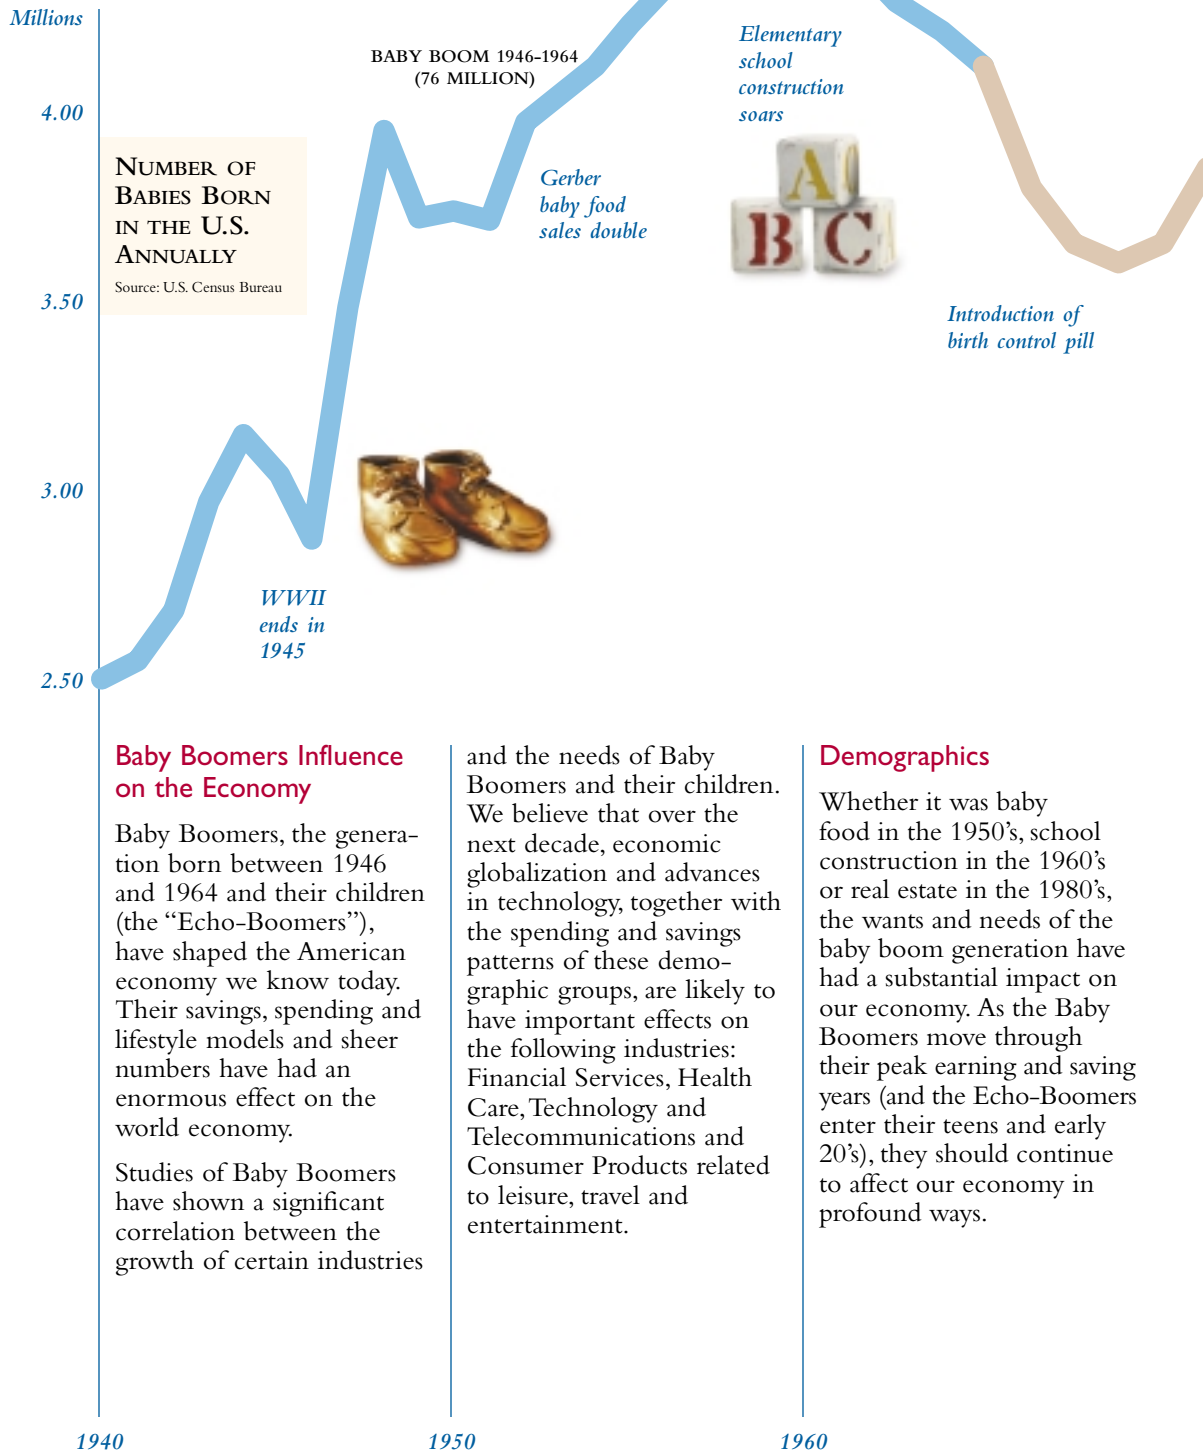 Millions
BABY BOOM 1946-1964
(76 MILLION)
Elementary
school
construction
soars
4.00
NUMBER OF
BABIES BORN
IN THE U.S.
ANNUALLY
Source: U.S. Census Bureau
Gerber
baby food
sales double
A
B C
3.50
Introduction of
birth control pill
3.00
WWII
ends in
1945
2.50
Baby Boomers Influence
on the Economy
Baby Boomers, the genera-
tion born between 1946
and 1964 and their children
(the “Echo-Boomers”),
have shaped the American
economy we know today.
Their savings, spending and
lifestyle models and sheer
numbers have had an
enormous effect on the
world economy.
Studies of Baby Boomers
have shown a significant
correlation between the
growth of certain industries
and the needs of Baby
Boomers and their children.
We believe that over the
next decade, economic
globalization and advances
in technology, together with
the spending and savings
patterns of these demo-
graphic groups, are likely to
have important effects on
the following industries:
Financial Services, Health
Care, Technology and
Telecommunications and
Consumer Products related
to leisure, travel and
entertainment.
Demographics
Whether it was baby
food in the 1950’s, school
construction in the 1960’s
or real estate in the 1980’s,
the wants and needs of the
baby boom generation have
had a substantial impact on
our economy. As the Baby
Boomers move through
their peak earning and saving
years (and the Echo-Boomers
enter their teens and early
20’s), they should continue
to affect our economy in
profound ways.
1940
1950
1960